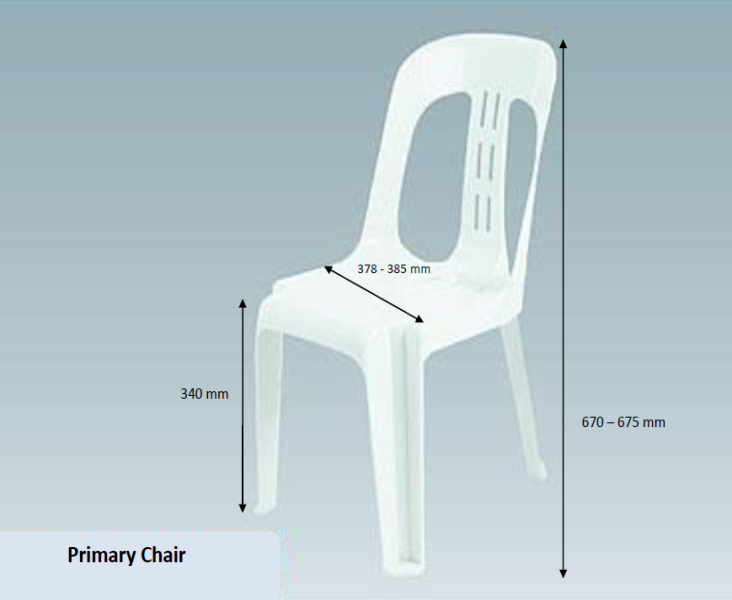 378 - 385 mm
340 mm
670 – 675 mm
Primary Chair